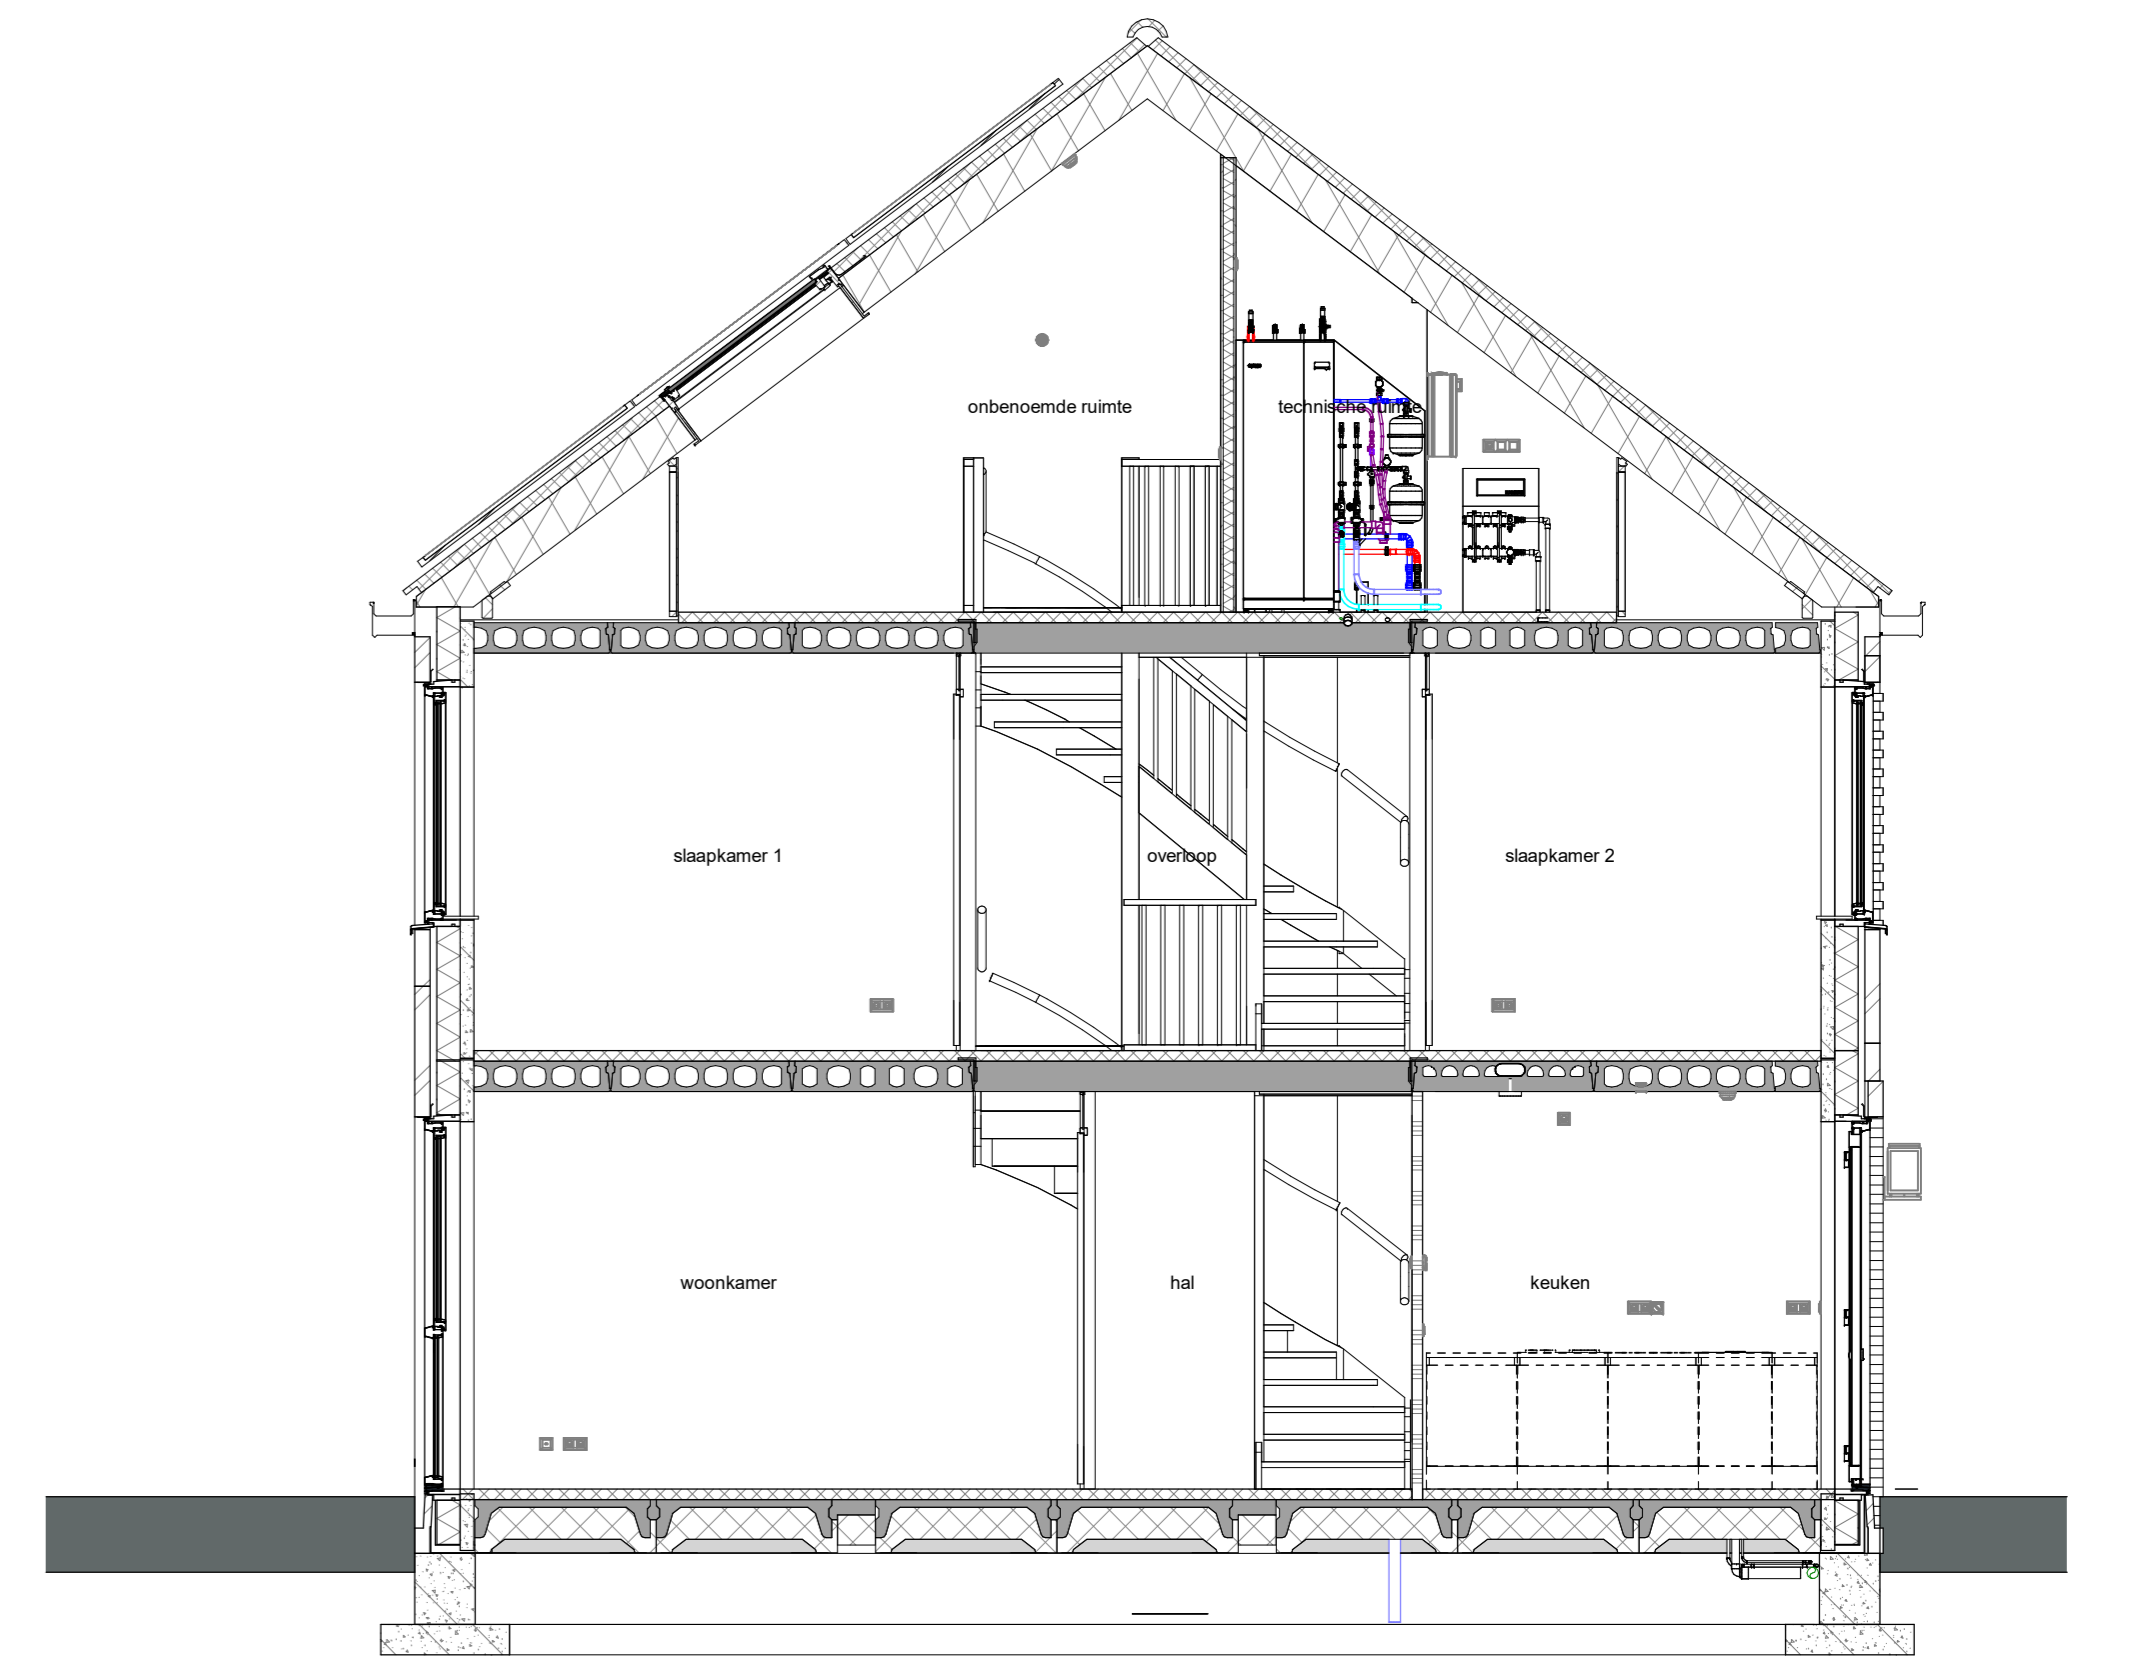 onbenoemde ruimte
technische ruimte
slaapkamer 1
overloop
slaapkamer 2
woonkamer
hal
keuken